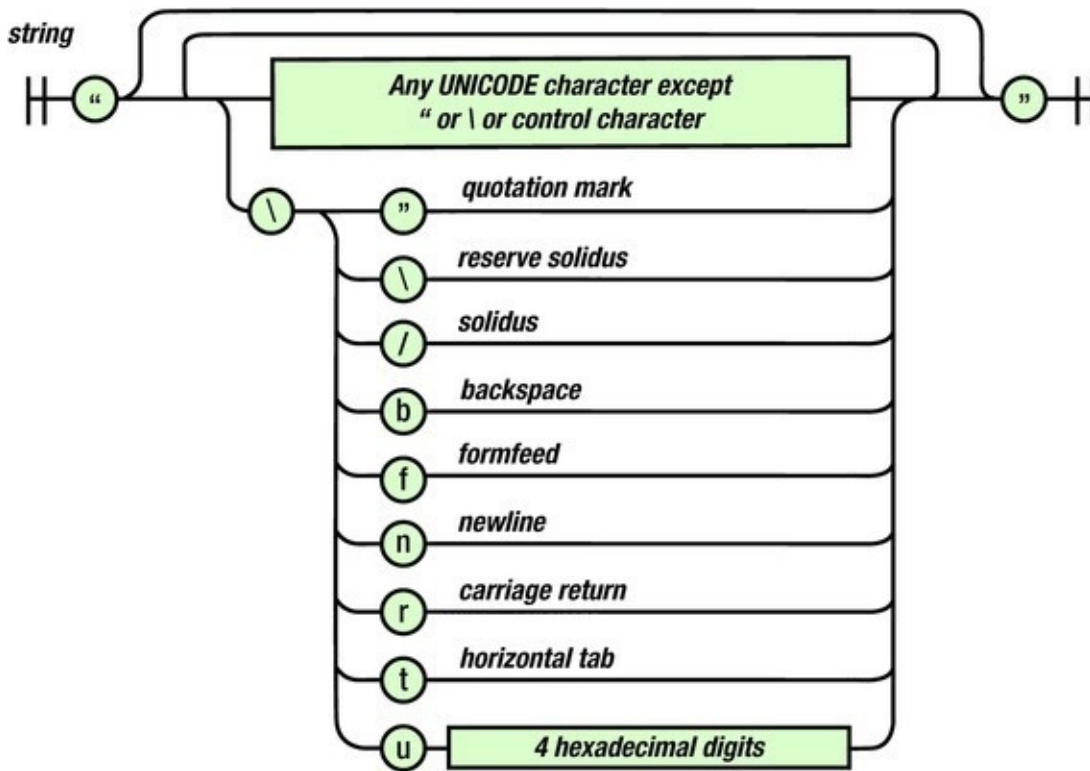 string
“
Any UNICODE character except
“ or \ or control character
”
\
” quotation mark
\ reserve solidus
/ solidus
b backspace
f formfeed
n newline
r carriage return
t horizontal tab
u 4 hexadecimal digits